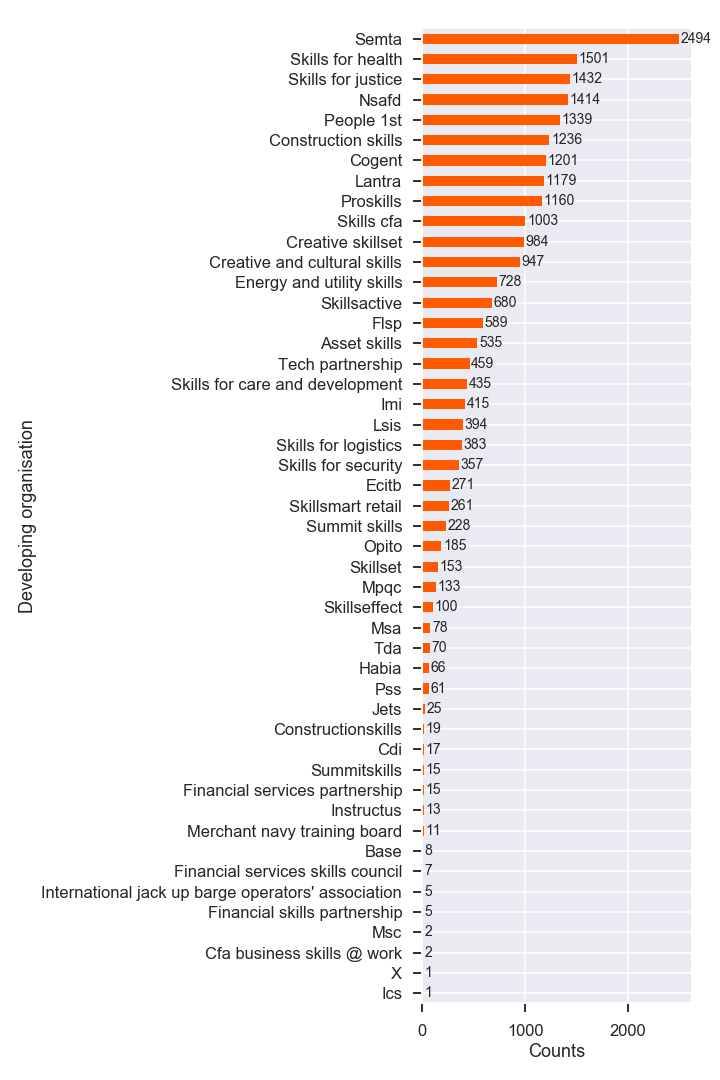 Semta 2494
Skills for health 1501
Skills for justice 1432
Nsafd 1414
People 1st 1339
Construction skills 1236
Cogent 1201
Lantra 1179
Proskills 1160
Skills cfa 1003
Creative skillset 984
Creative and cultural skills 947
Energy and utility skills 728
Skillsactive 680
Flsp 589
Asset skills 535
Tech partnership 459
Skills for care and development 435
Imi 415
Lsis 394
Skills for logistics 383
Skills for security 357
Ecitb 271
Skillsmart retail 261
Summit skills 228
Opito 185
Skillset 153
Mpqc 133
Skillseffect 100
Msa 78
Tda 70
Habia 66
Pss 61
Jets 25
Constructionskills 19
Cdi 17
Summitskills 15
Financial services partnership 15
Instructus 13
Merchant navy training board 11
Base 8
Financial services skills council 7
International jack up barge operators' association 5
Financial skills partnership 5
Msc 2
Cfa business skills @ work 2
X 1
Ics 1
0 1000 2000
Counts
Developing organisation